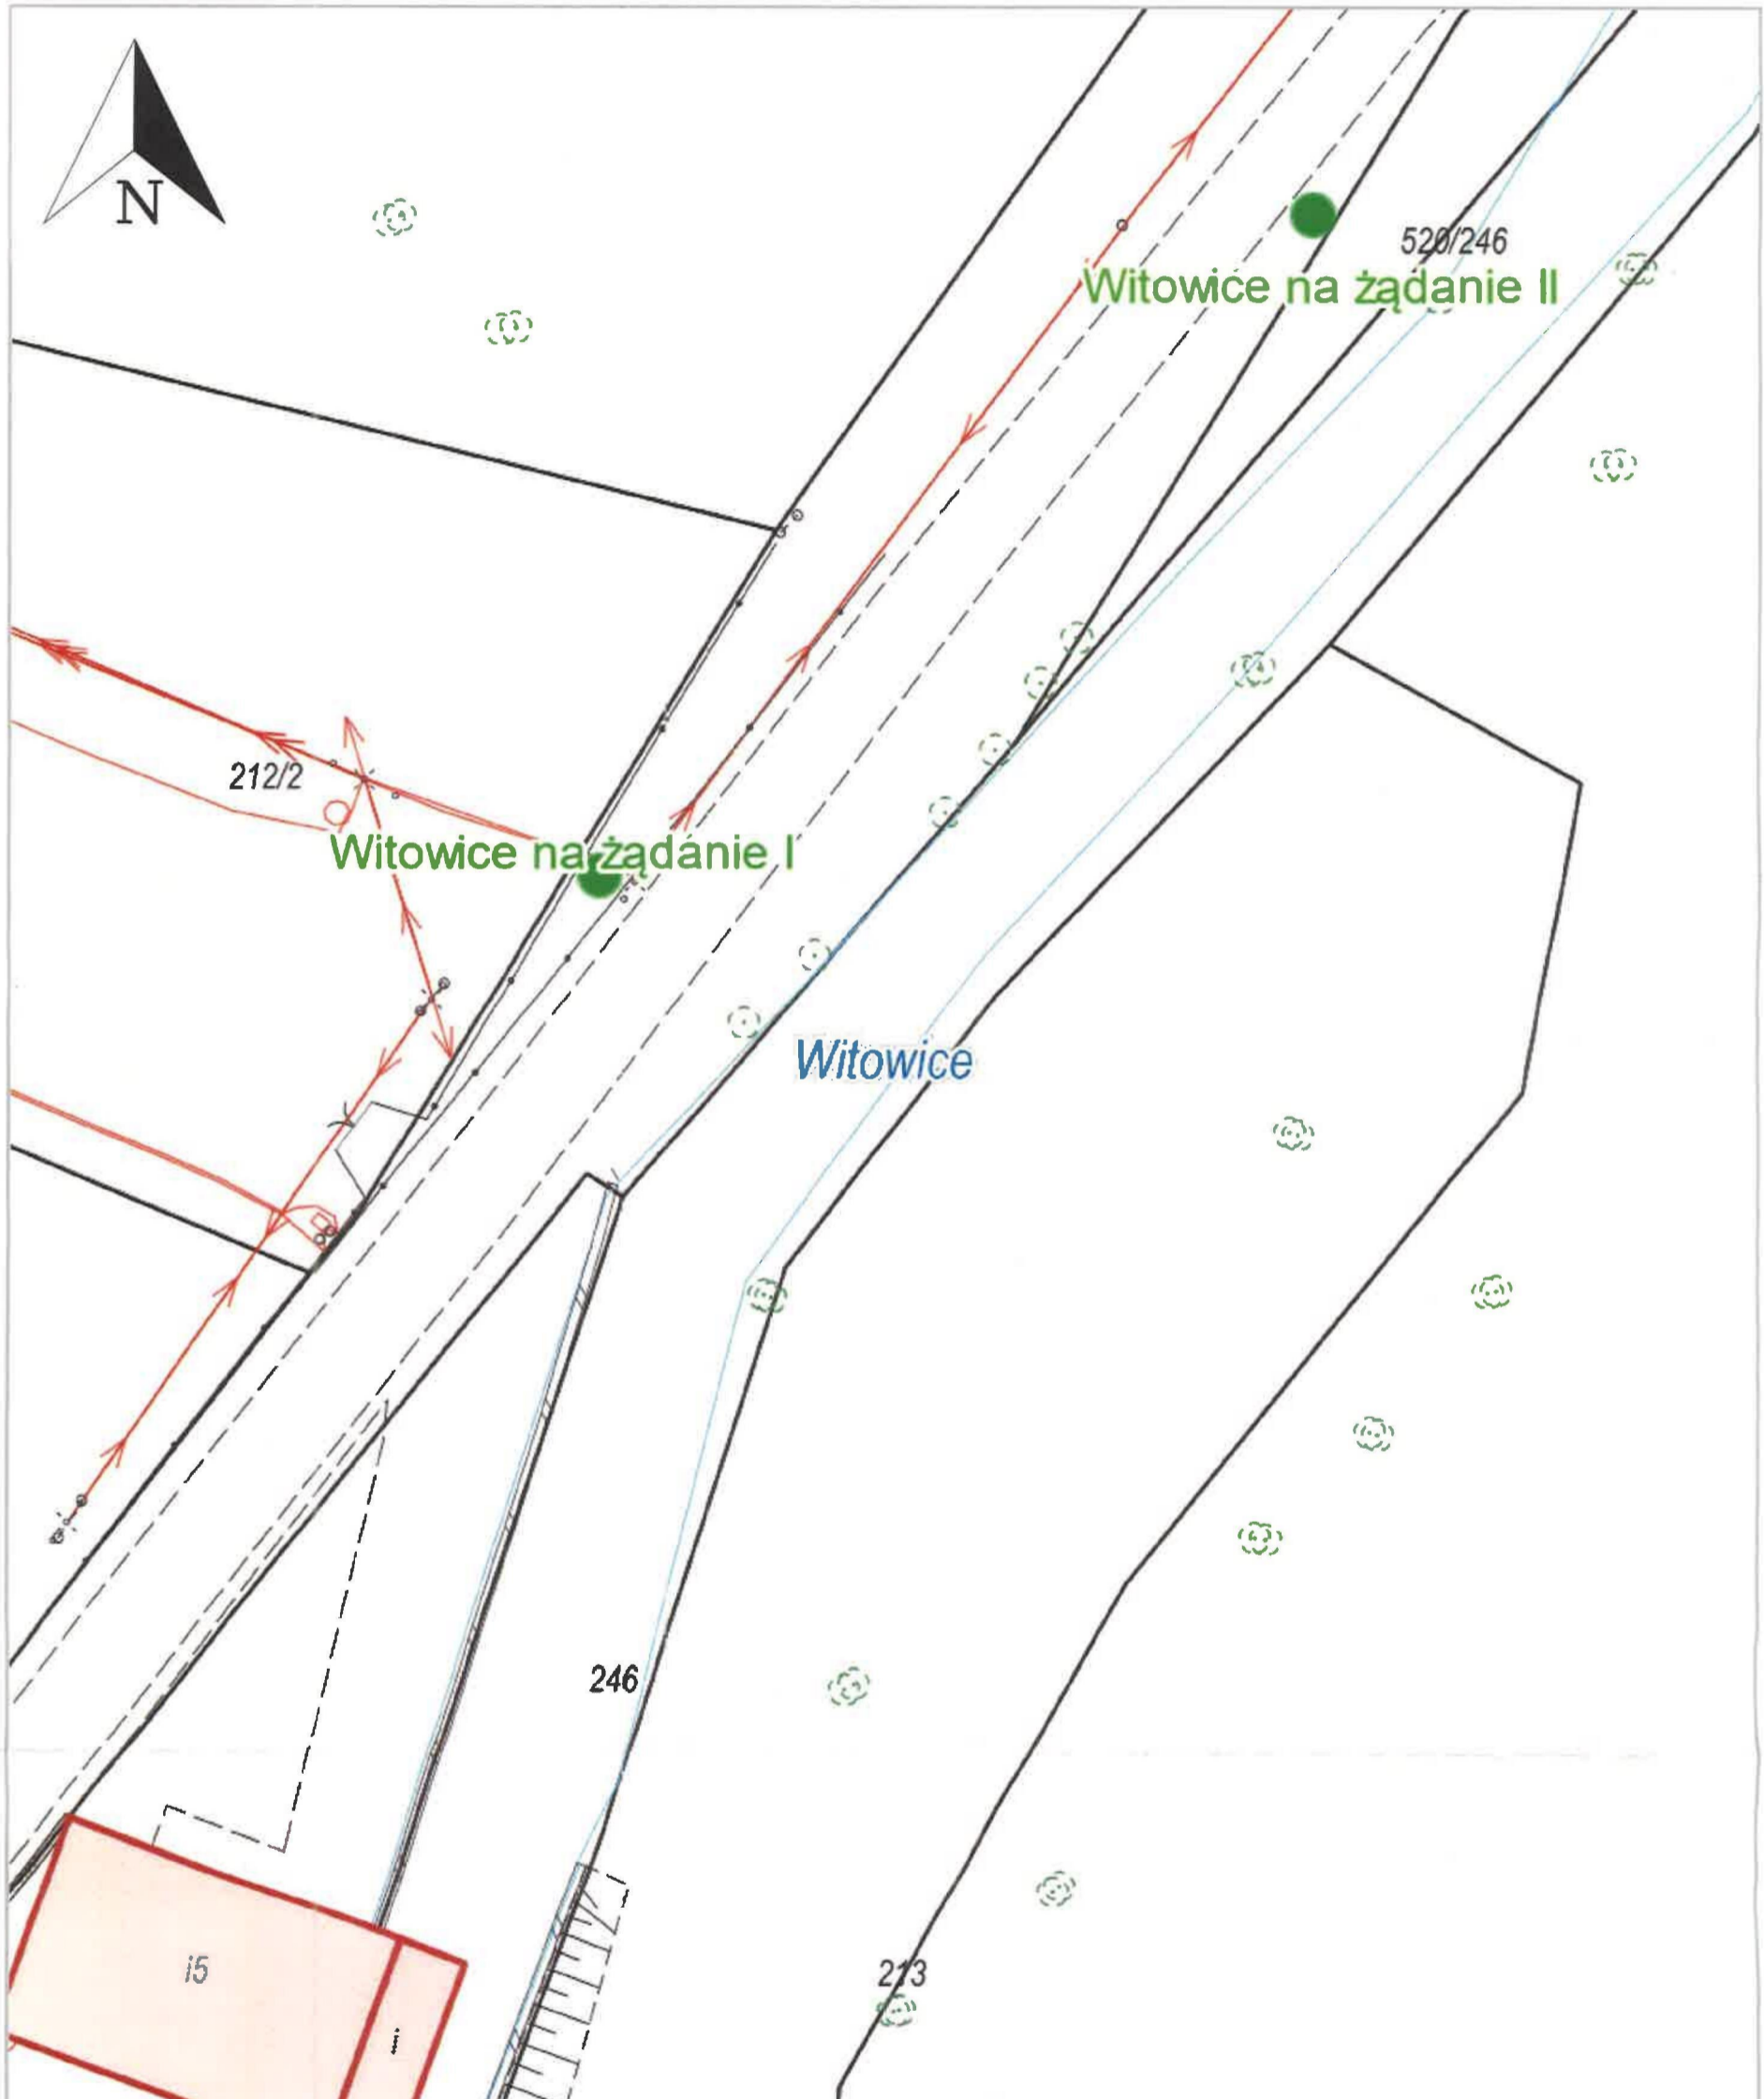 N
520/246
Witowice na żądanie II
212/2
Witowice na żądanie I
Witowice
246
i5
213
i